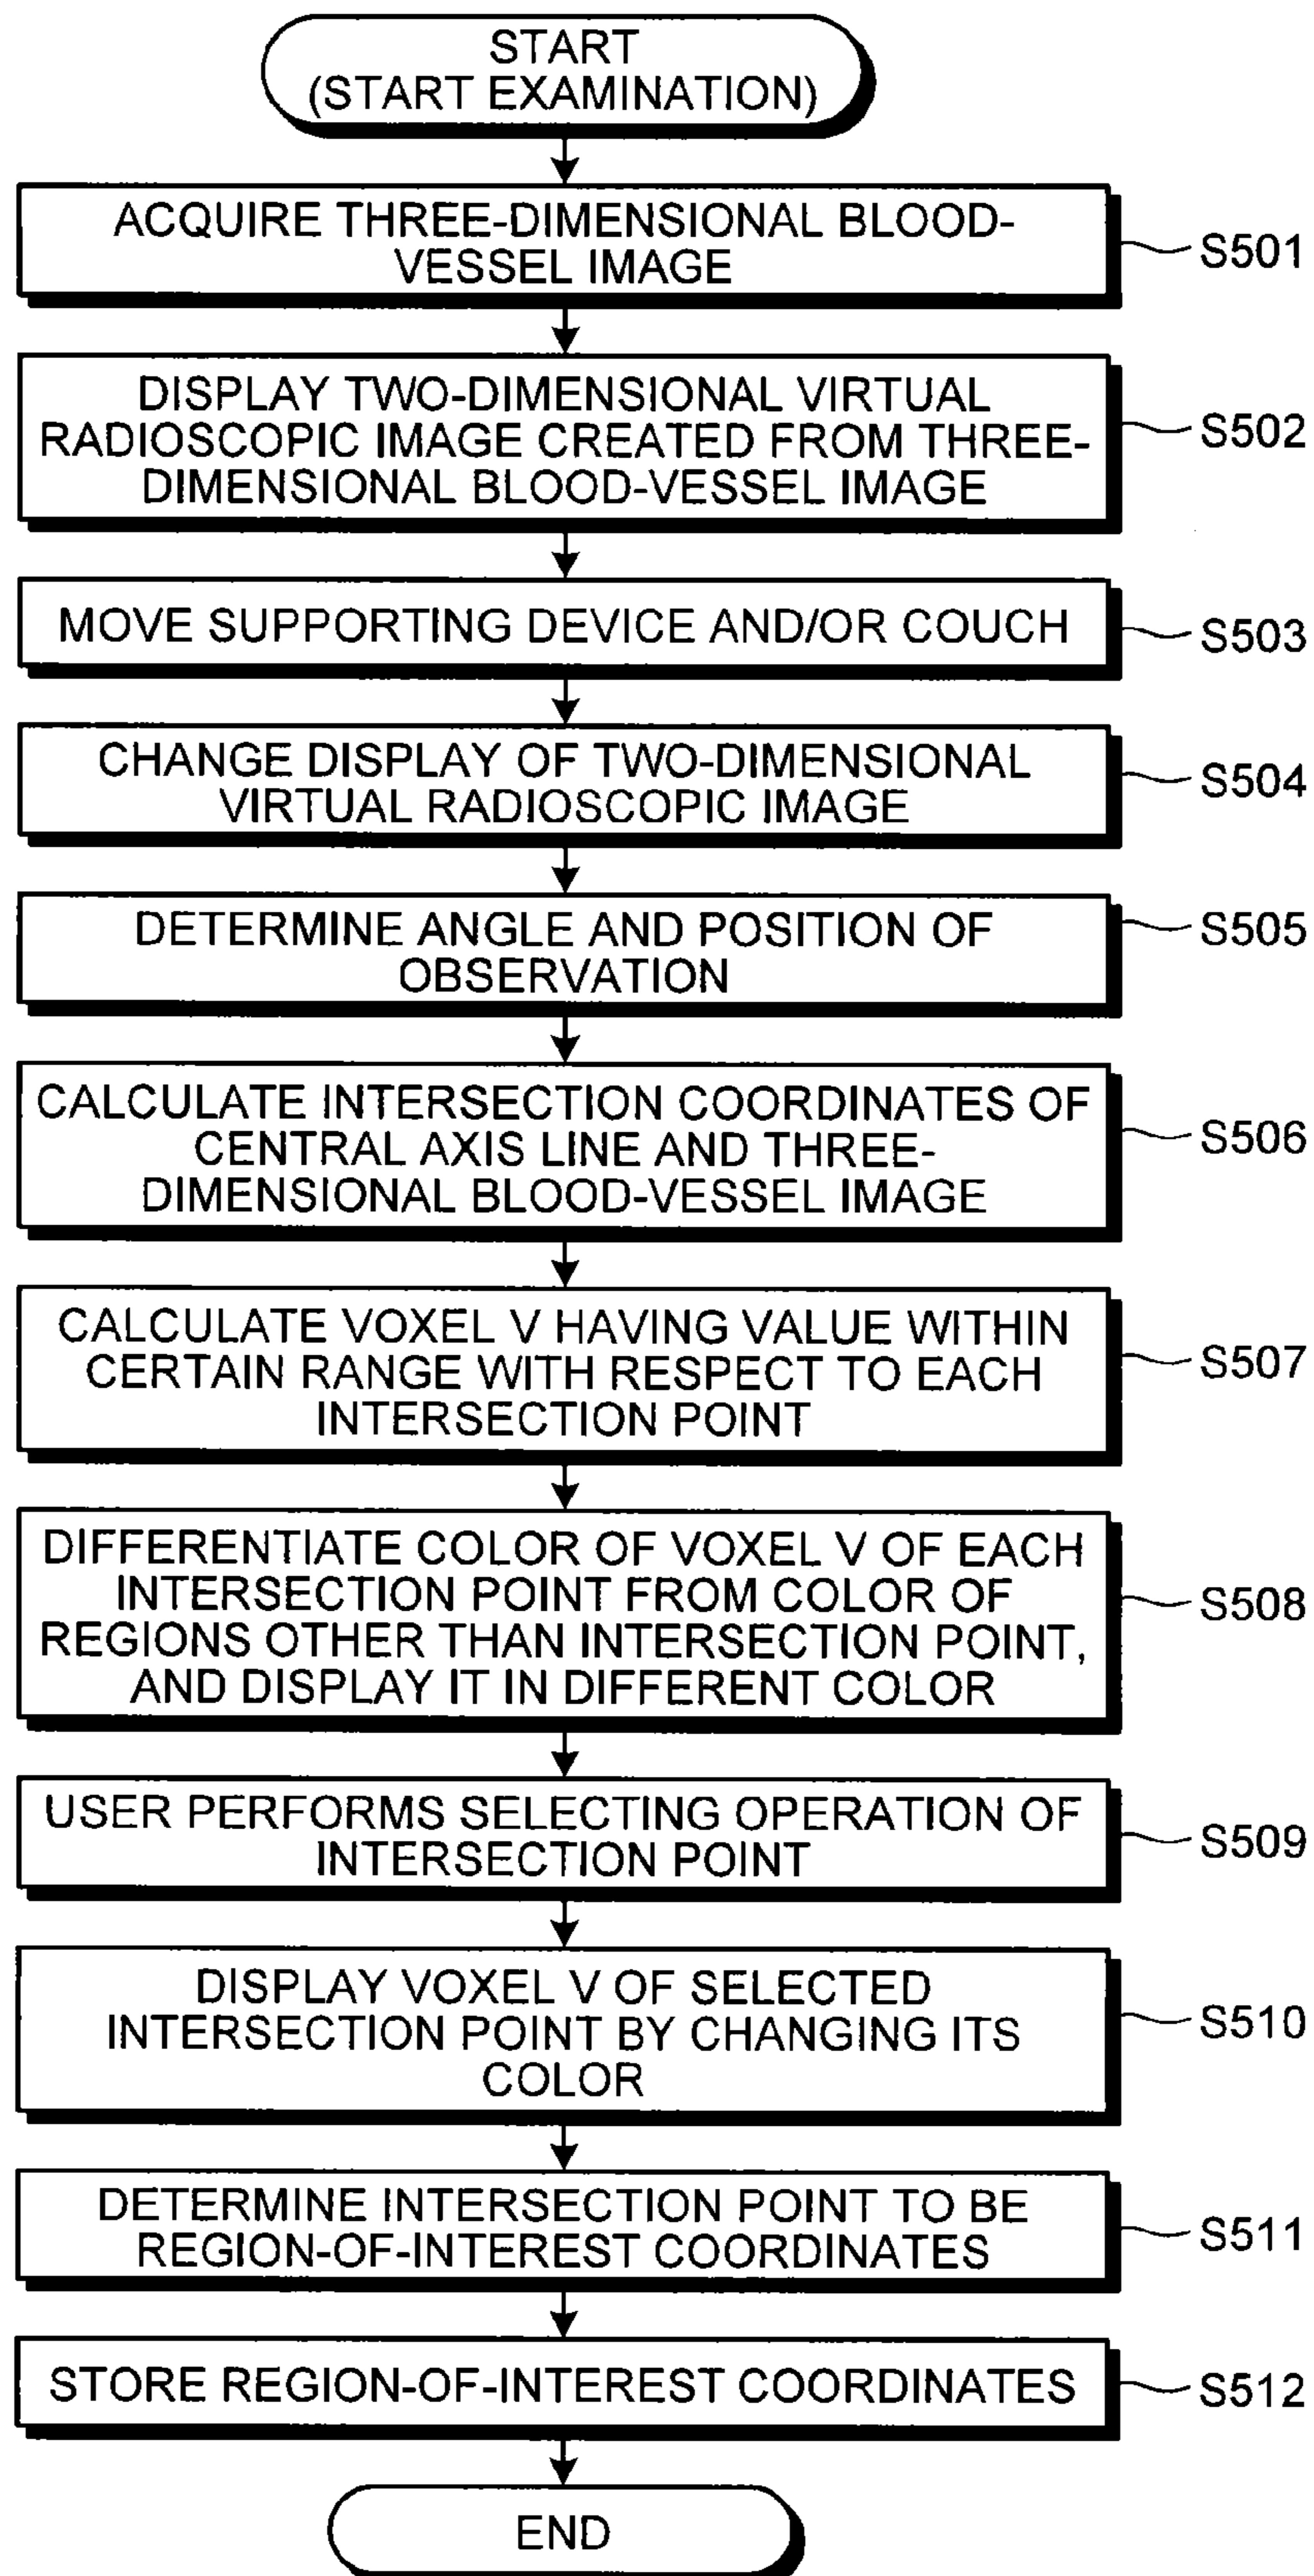 START
(START EXAMINATION)
ACQUIRE THREE-DIMENSIONAL BLOOD-
VESSEL IMAGE
S501
DISPLAY TWO-DIMENSIONAL VIRTUAL
RADIOSCOPIC IMAGE CREATED FROM THREE-
DIMENSIONAL BLOOD-VESSEL IMAGE
S502
MOVE SUPPORTING DEVICE AND/OR COUCH
S503
CHANGE DISPLAY OF TWO-DIMENSIONAL
VIRTUAL RADIOSCOPIC IMAGE
S504
DETERMINE ANGLE AND POSITION OF
OBSERVATION
S505
CALCULATE INTERSECTION COORDINATES OF
CENTRAL AXIS LINE AND THREE-
DIMENSIONAL BLOOD-VESSEL IMAGE
S506
CALCULATE VOXEL V HAVING VALUE WITHIN
CERTAIN RANGE WITH RESPECT TO EACH
INTERSECTION POINT
S507
DIFFERENTIATE COLOR OF VOXEL V OF EACH
INTERSECTION POINT FROM COLOR OF
REGIONS OTHER THAN INTERSECTION POINT,
AND DISPLAY IT IN DIFFERENT COLOR
S508
USER PERFORMS SELECTING OPERATION OF
INTERSECTION POINT
S509
DISPLAY VOXEL V OF SELECTED
INTERSECTION POINT BY CHANGING ITS
COLOR
S510
DETERMINE INTERSECTION POINT TO BE
REGION-OF-INTEREST COORDINATES
S511
STORE REGION-OF-INTEREST COORDINATES
S512
END